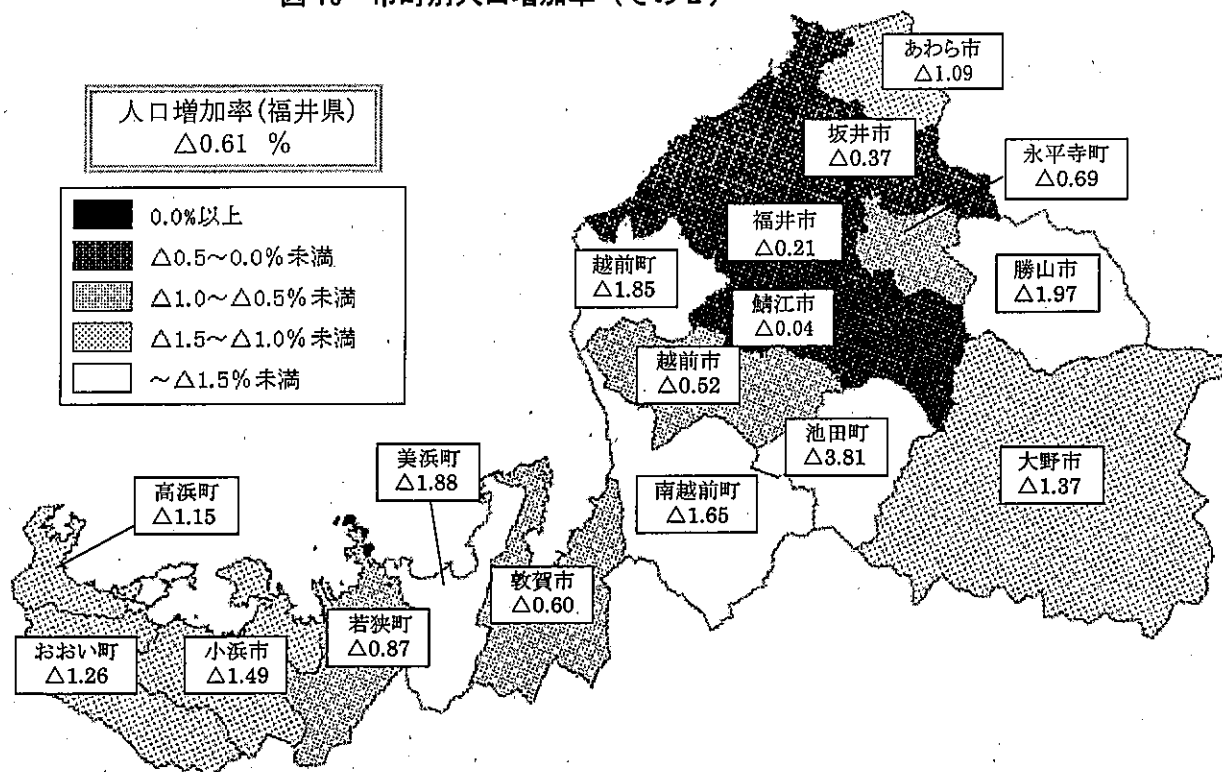 人口増加率(福井県)
△0.61 %
0.0%以上
△0.5～0.0%未満
△1.0～△0.5%未満
△1.5～△1.0%未満
～△1.5%未満
あわら市
△1.09
坂井市
△0.37
永平寺町
△0.69
福井市
△0.21
越前町
△1.85
勝山市
△1.97
鯖江市
△0.04
越前市
△0.52
池田町
△3.81
大野市
△1.37
美浜町
△1.88
南越前町
△1.65
高浜町
△1.15
敦賀市
△0.60
若狭町
△0.87
おおい町
△1.26
小浜市
△1.49